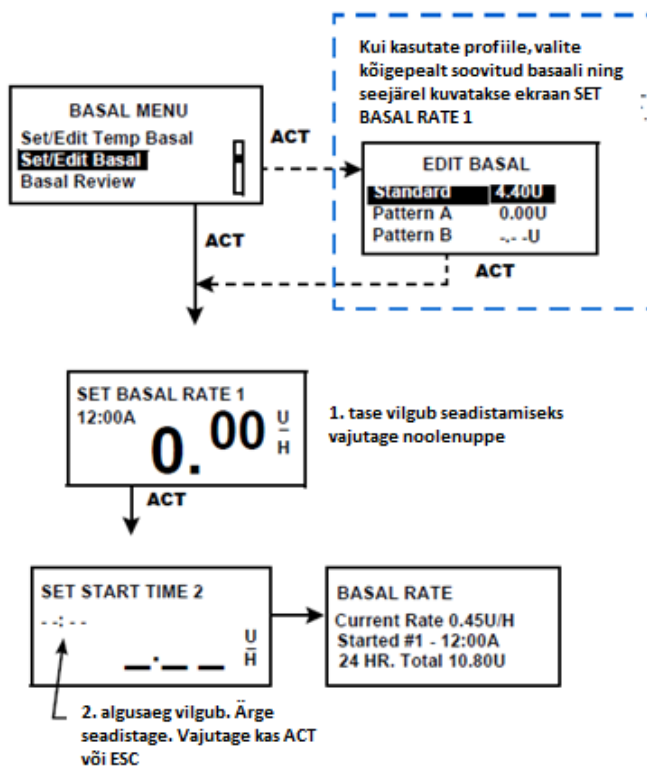 Kui kasutate profiile, valite
kõigepealt soovitud basaali ning
seejärel kuvatakse ekraan SET
BASAL RATE 1
BASAL MENU
Set/Edit Temp Basal
Set/Edit Basal
Basal Review
ACT
EDIT BASAL
Standard 4.40U
Pattern A 0.00U
Pattern B -.- -U
ACT
ACT
SET BASAL RATE 1
12:00A
0.00 U/H
1. tase vilgub seadistamiseks
vajutage noolenuppe
ACT
SET START TIME 2
- -: - -
_._ _ U/H
BASAL RATE
Current Rate 0.45U/H
Started #1 - 12:00A
24 HR. Total 10.80U
2. algusaeg vilgub. Ärge
seadistage. Vajutage kas ACT
või ESC